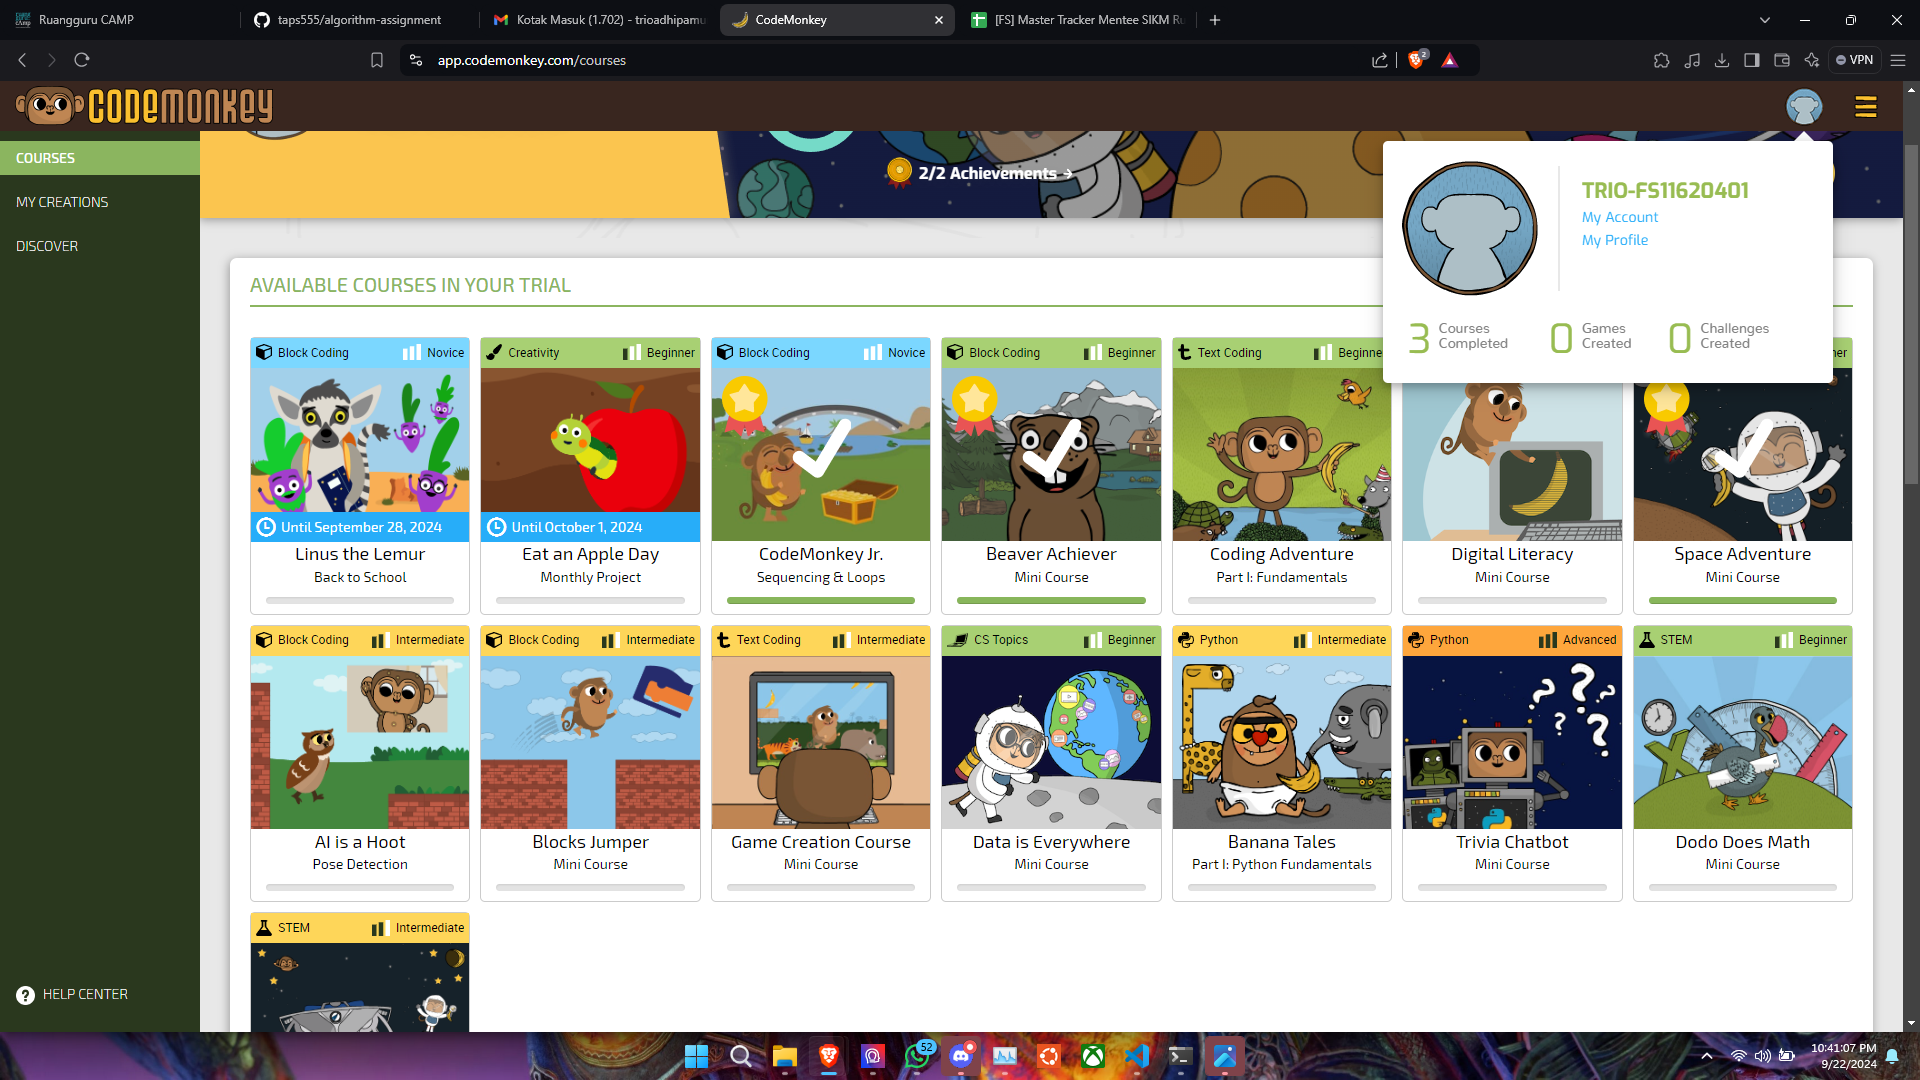 Ruangguru CAMP
taps555/algorithm-assignment
Kotak Masuk (1.702) - trioadhipamu
CodeMonkey
[FS] Master Tracker Mentee SIKM Ru
app.codemonkey.com/courses
2
VPN
CODEMONKEY
COURSES
MY CREATIONS
DISCOVER
HELP CENTER
2/2 Achievements →
TRIO-FS11620401
My Account
My Profile
3 Courses Completed
0 Games Created
0 Challenges Created
AVAILABLE COURSES IN YOUR TRIAL
Block Coding Novice
Until September 28, 2024
Linus the Lemur
Back to School
Creativity Beginner
Until October 1, 2024
Eat an Apple Day
Monthly Project
Block Coding Novice
CodeMonkey Jr.
Sequencing & Loops
Block Coding Beginner
Beaver Achiever
Mini Course
Text Coding Beginne
Coding Adventure
Part I: Fundamentals
Digital Literacy
Mini Course
ner
Space Adventure
Mini Course
Block Coding Intermediate
AI is a Hoot
Pose Detection
Block Coding Intermediate
Blocks Jumper
Mini Course
Text Coding Intermediate
Game Creation Course
Mini Course
CS Topics Beginner
Data is Everywhere
Mini Course
Python Intermediate
Banana Tales
Part I: Python Fundamentals
Python Advanced
Trivia Chatbot
Mini Course
STEM Beginner
Dodo Does Math
Mini Course
STEM Intermediate
52
10:41:07 PM
9/22/2024